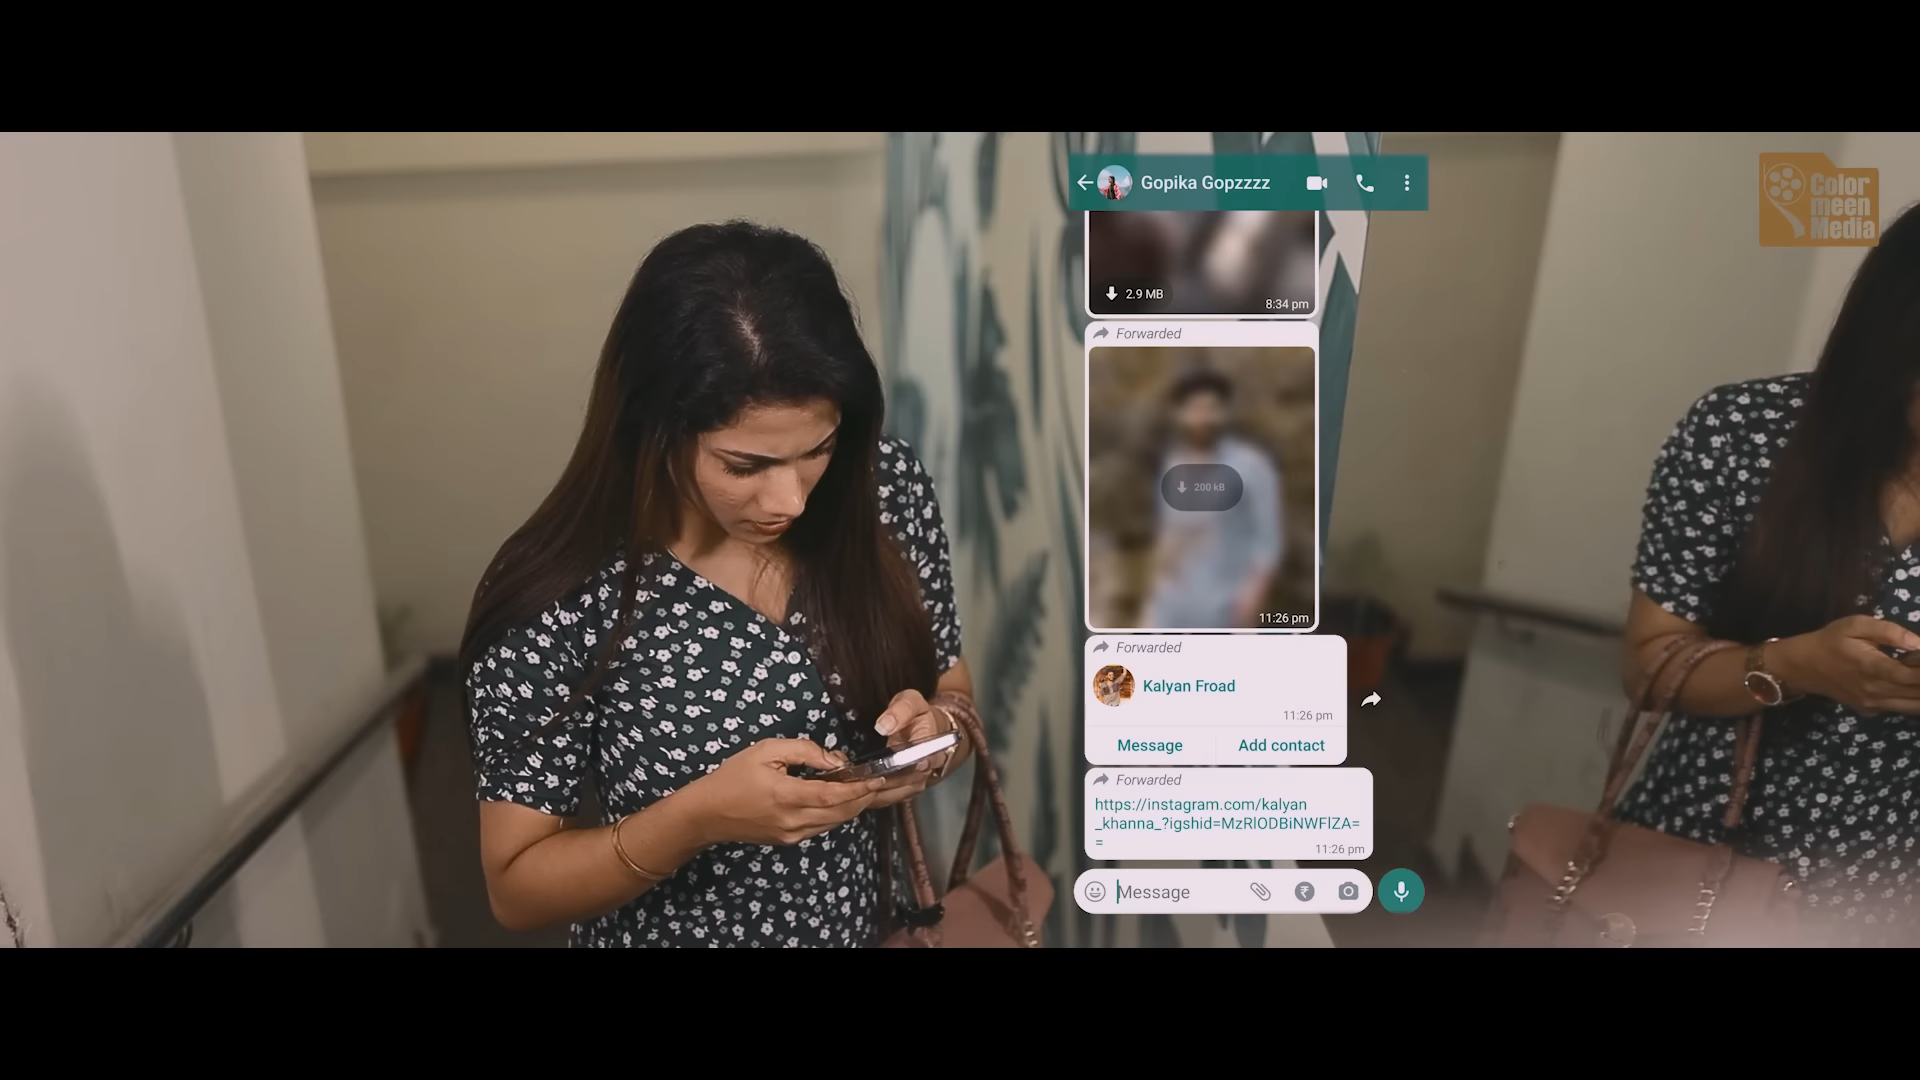 Color
meen
Media
Gopika Gopzzzz
2.9 MB
8:34 pm
Forwarded
200 kB
11:26 pm
Forwarded
Kalyan Froad
11:26 pm
Message
Add contact
Forwarded
https://instagram.com/kalyan
_khanna_?igshid=MzRlODBiNWFlZA=
=
11:26 pm
Message